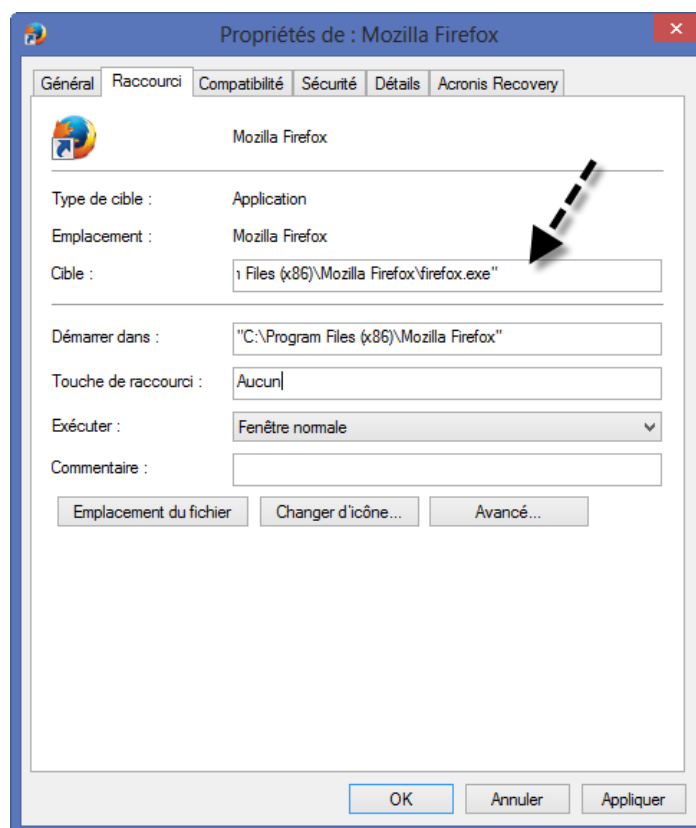 Propriétés de : Mozilla Firefox
Général Raccourci Compatibilité Sécurité Détails Acronis Recovery
Mozilla Firefox
Type de cible : Application
Emplacement : Mozilla Firefox
Cible : ı Files (x86)\Mozilla Firefox\firefox.exe"
Démarrer dans : "C:\Program Files (x86)\Mozilla Firefox"
Touche de raccourci : Aucun
Exécuter : Fenêtre normale
Commentaire :
Emplacement du fichier Changer d'icône... Avancé...
OK Annuler Appliquer